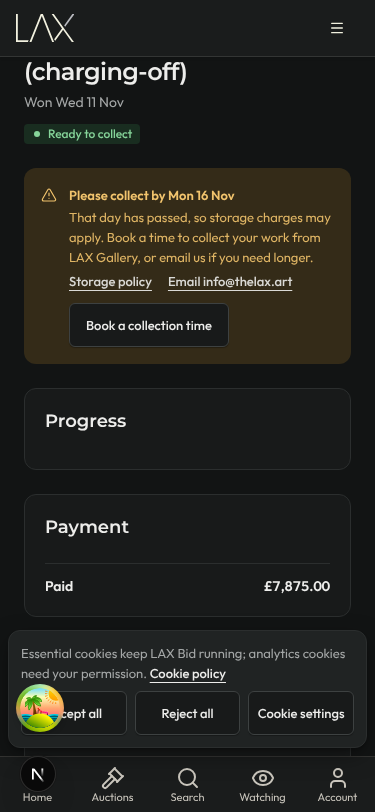 LAX
(charging-off)
Won Wed 11 Nov
Ready to collect
Please collect by Mon 16 Nov
That day has passed, so storage charges may
apply. Book a time to collect your work from
LAX Gallery, or email us if you need longer.
Storage policy Email info@thelax.art
Book a collection time
Progress
Payment
Paid £7,875.00
Essential cookies keep LAX Bid running; analytics cookies
need your permission. Cookie policy
cept all Reject all Cookie settings
N
Home Auctions Search Watching Account